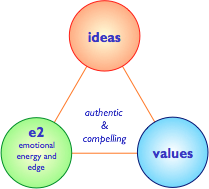 ideas
authentic
&
compelling
e2
emotional
energy and
edge
values